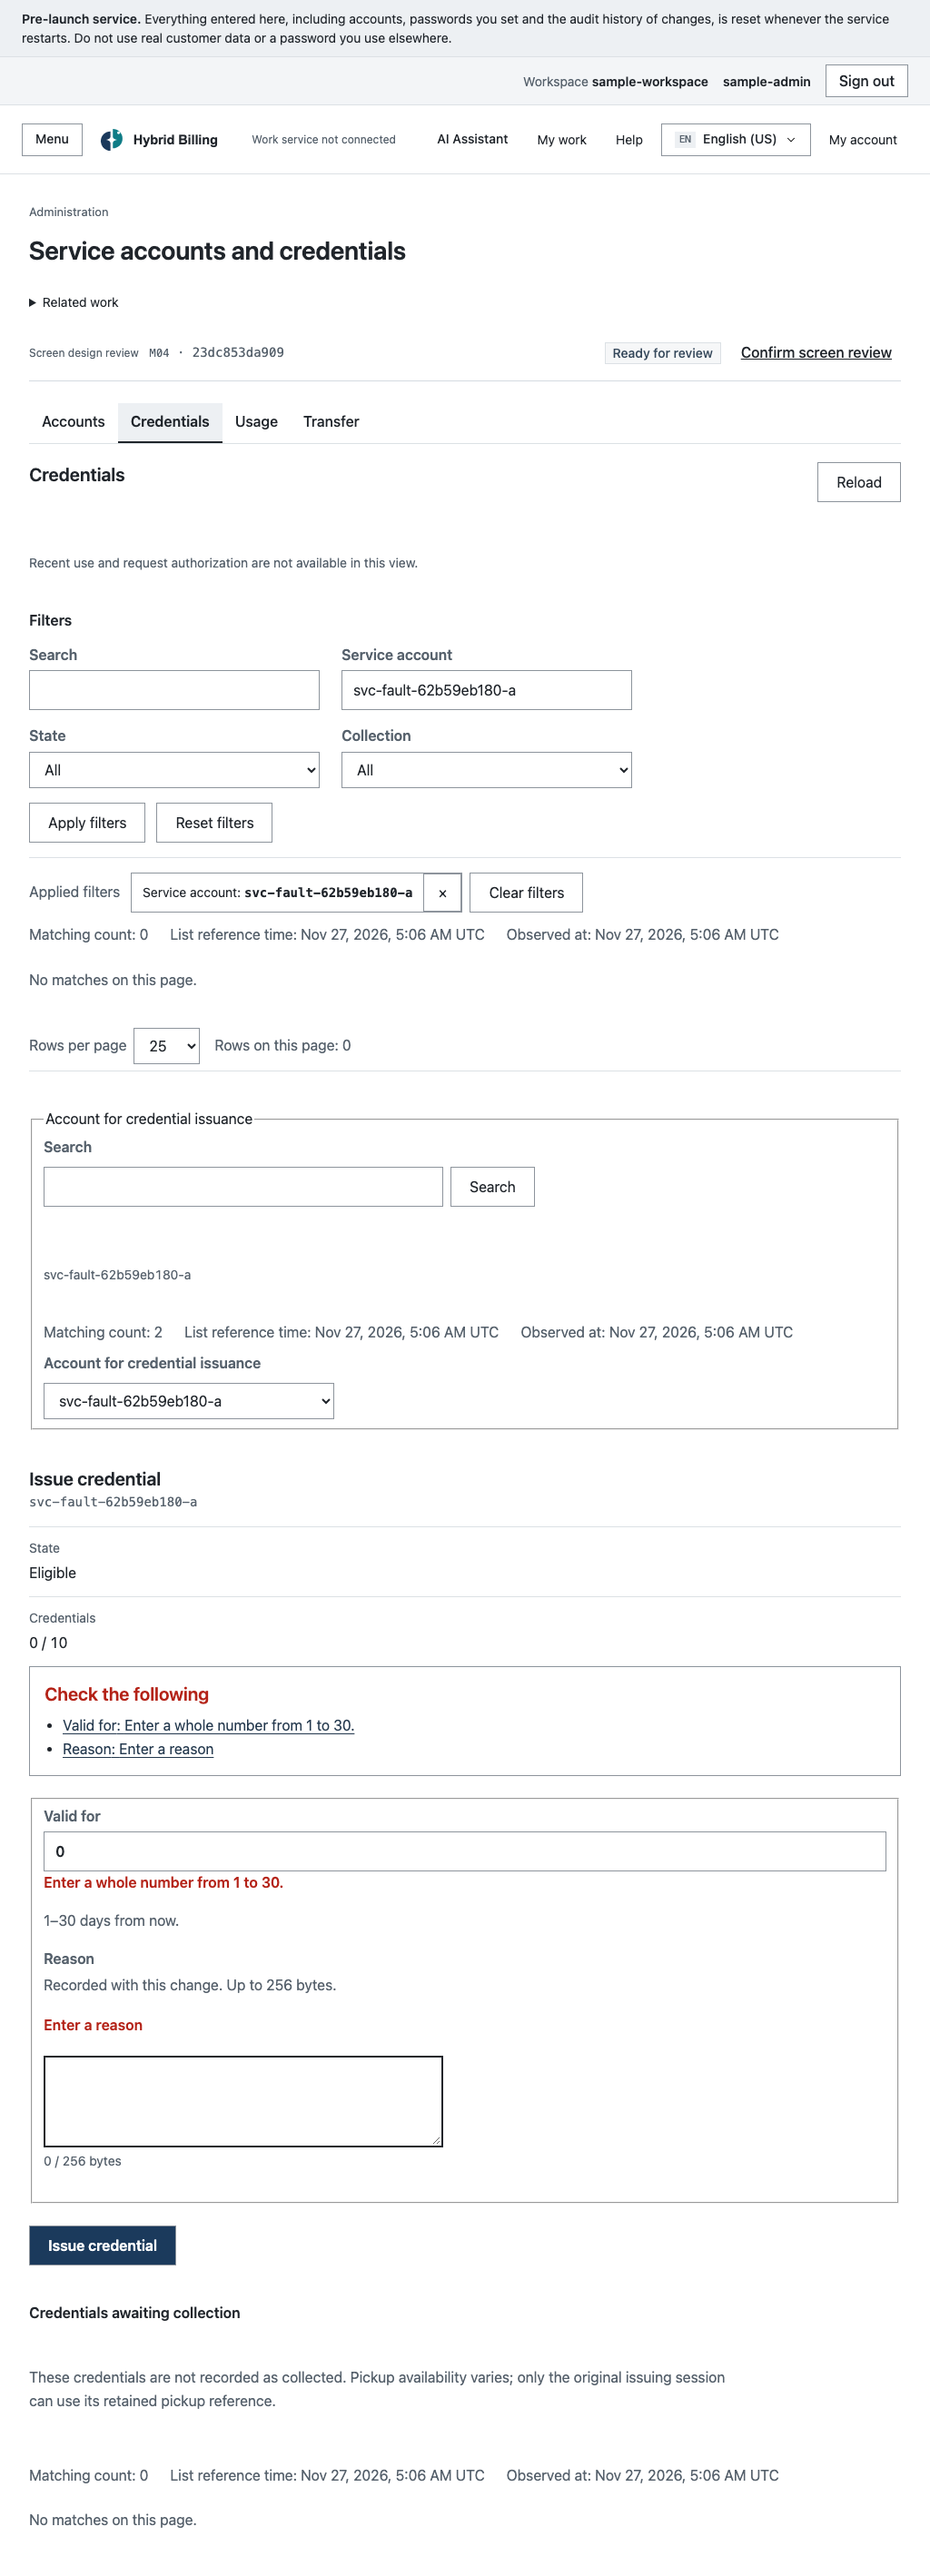 Pre-launch service. Everything entered here, including accounts, passwords you set and the audit history of changes, is reset whenever the service
restarts. Do not use real customer data or a password you use elsewhere.
Workspace sample-workspace sample-admin Sign out
Menu Hybrid Billing Work service not connected AI Assistant My work Help EN English (US) My account
Administration
Service accounts and credentials
Related work
Screen design review M04 · 23dc853da909 Ready for review Confirm screen review
Accounts Credentials Usage Transfer
Credentials
Reload
Recent use and request authorization are not available in this view.
Filters
Search Service account
svc-fault-62b59eb180-a
State Collection
All All
Apply filters Reset filters
Applied filters Service account: svc-fault-62b59eb180-a × Clear filters
Matching count: 0 List reference time: Nov 27, 2026, 5:06 AM UTC Observed at: Nov 27, 2026, 5:06 AM UTC
No matches on this page.
Rows per page 25 Rows on this page: 0
Account for credential issuance
Search
Search
svc-fault-62b59eb180-a
Matching count: 2 List reference time: Nov 27, 2026, 5:06 AM UTC Observed at: Nov 27, 2026, 5:06 AM UTC
Account for credential issuance
svc-fault-62b59eb180-a
Issue credential
svc-fault-62b59eb180-a
State
Eligible
Credentials
0 / 10
Check the following
• Valid for: Enter a whole number from 1 to 30.
• Reason: Enter a reason
Valid for
0
Enter a whole number from 1 to 30.
1–30 days from now.
Reason
Recorded with this change. Up to 256 bytes.
Enter a reason
0 / 256 bytes
Issue credential
Credentials awaiting collection
These credentials are not recorded as collected. Pickup availability varies; only the original issuing session
can use its retained pickup reference.
Matching count: 0 List reference time: Nov 27, 2026, 5:06 AM UTC Observed at: Nov 27, 2026, 5:06 AM UTC
No matches on this page.